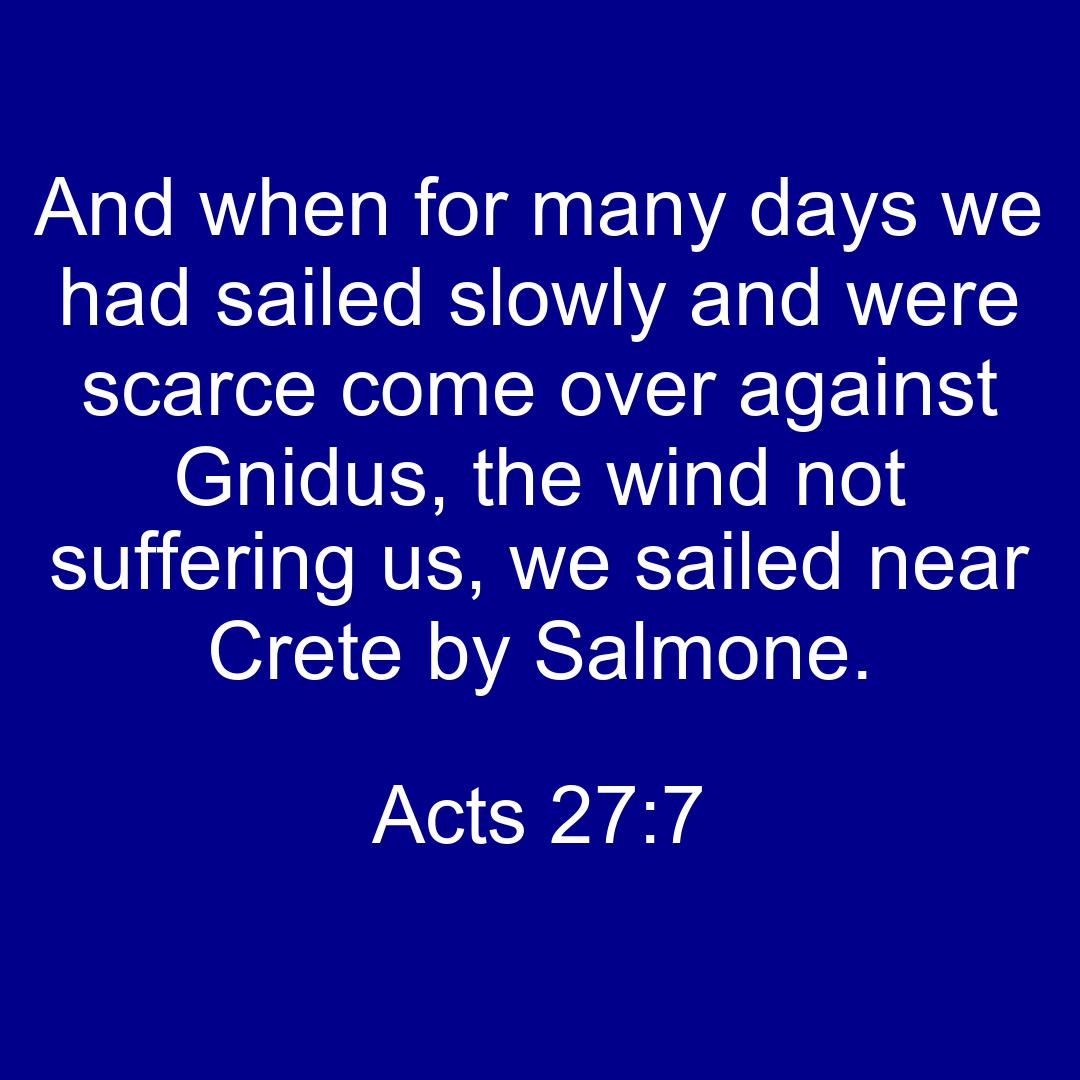 And when for many days we
had sailed slowly and were
scarce come over against
Gnidus, the wind not
suffering us, we sailed near
Crete by Salmone.
Acts 27:7